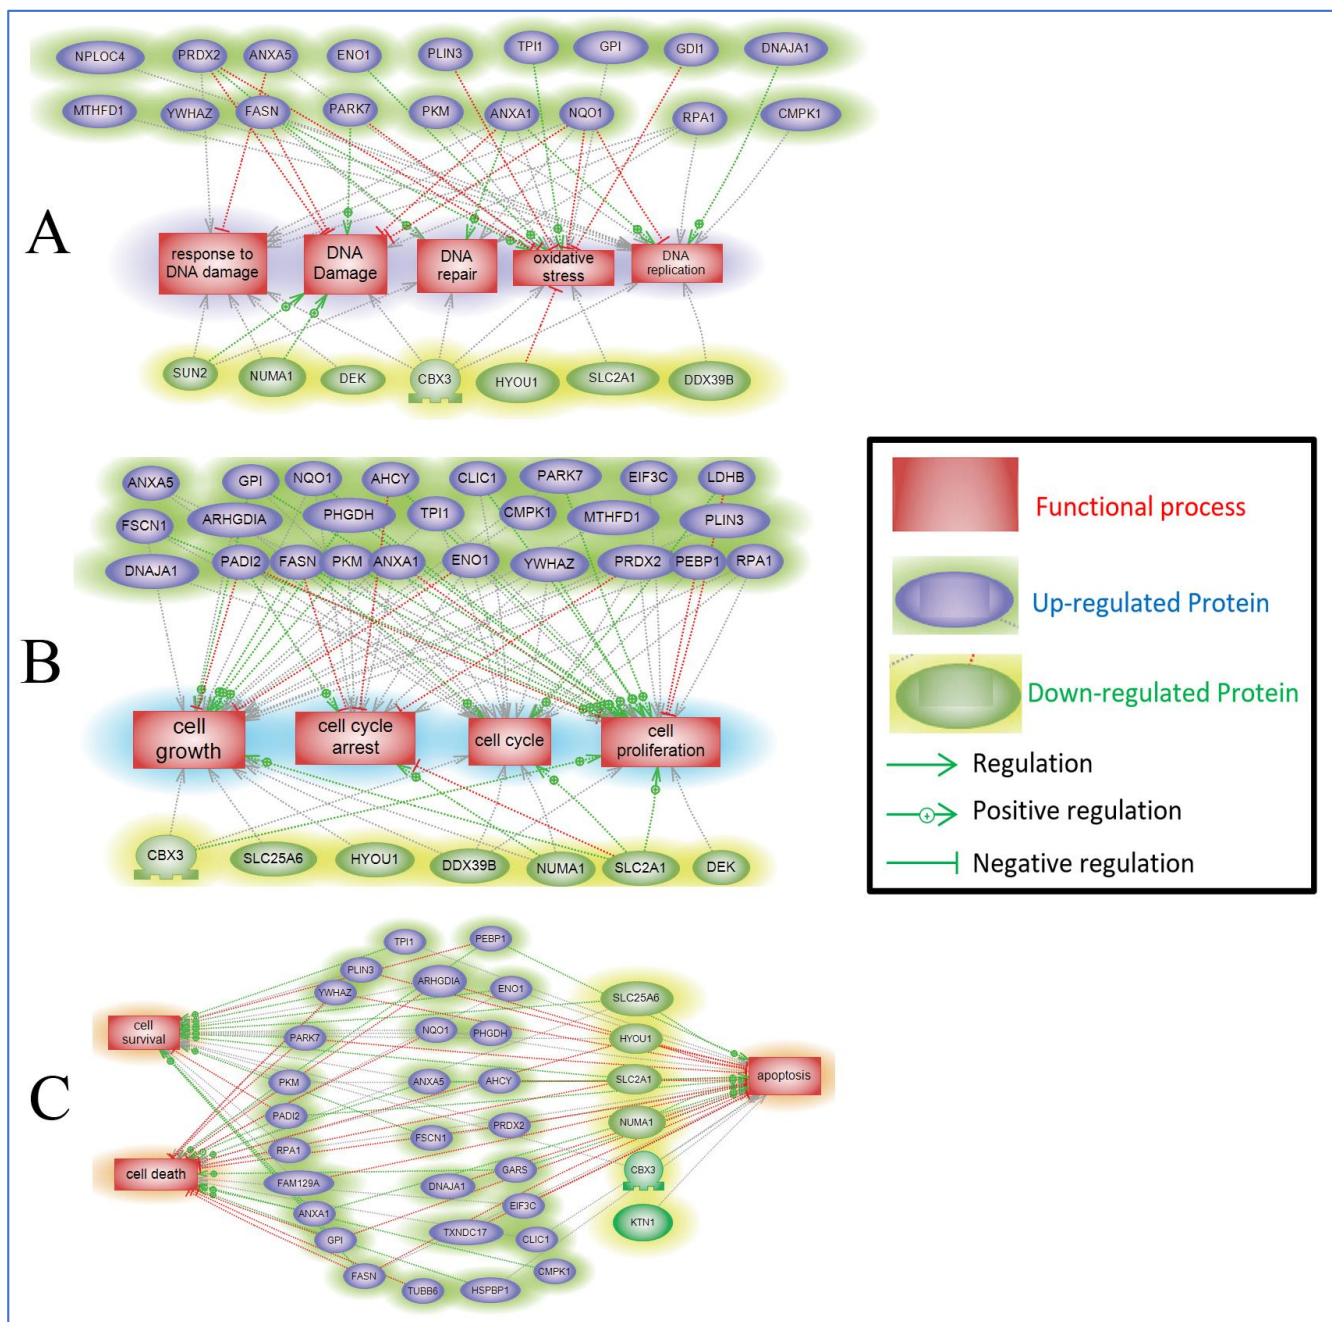 A
NPLOC4 PRDX2 ANXA5 ENO1 PLIN3 TPI1 GPI GDI1 DNAJA1
MTHFD1 YWHAZ FASN PARK7 PKM ANXA1 NQO1 RPA1 CMPK1
response to
DNA damage
DNA
Damage
DNA
repair
oxidative
stress
DNA
replication
SUN2 NUMA1 DEK CBX3 HYOU1 SLC2A1 DDX39B
B
ANXA5 GPI NQO1 AHCY CLIC1 PARK7 EIF3C LDHB
FSCN1 ARHGDIA PHGDH TPI1 CMPK1 MTHFD1 PLIN3
DNAJA1 PADI2 FASN PKM ANXA1 ENO1 YWHAZ PRDX2 PEBP1 RPA1
cell
growth
cell cycle
arrest
cell cycle
cell
proliferation
CBX3 SLC25A6 HYOU1 DDX39B NUMA1 SLC2A1 DEK
Functional process
Up-regulated Protein
Down-regulated Protein
Regulation
Positive regulation
Negative regulation
C
TPI1 PEBP1
PLIN3 ARHGDIA
YWHAZ ENO1 SLC25A6
cell
survival
PARK7 NQO1 PHGDH HYOU1
apoptosis
PKM ANXA5 AHCY SLC2A1
PADI2 PRDX2 NUMA1
RPA1 FSCN1
cell death
FAM129A DNAJA1 GARS CBX3
ANXA1 EIF3C KTN1
GPI TXNDC17 CLIC1
FASN CMPK1
TUBB6 HSPBP1